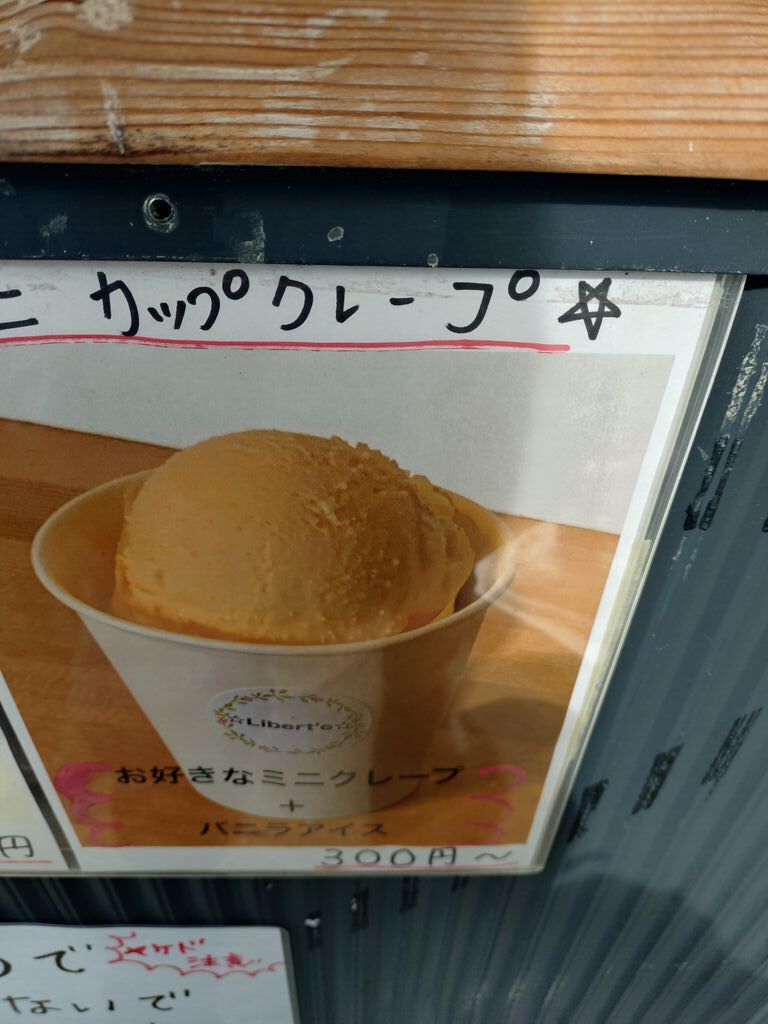 ニ カップクレープ☆
☆Libert'e☆
お好きなミニクレープ
+
バニラアイス
300円～
円
ので
ヤケド
注意
ないで